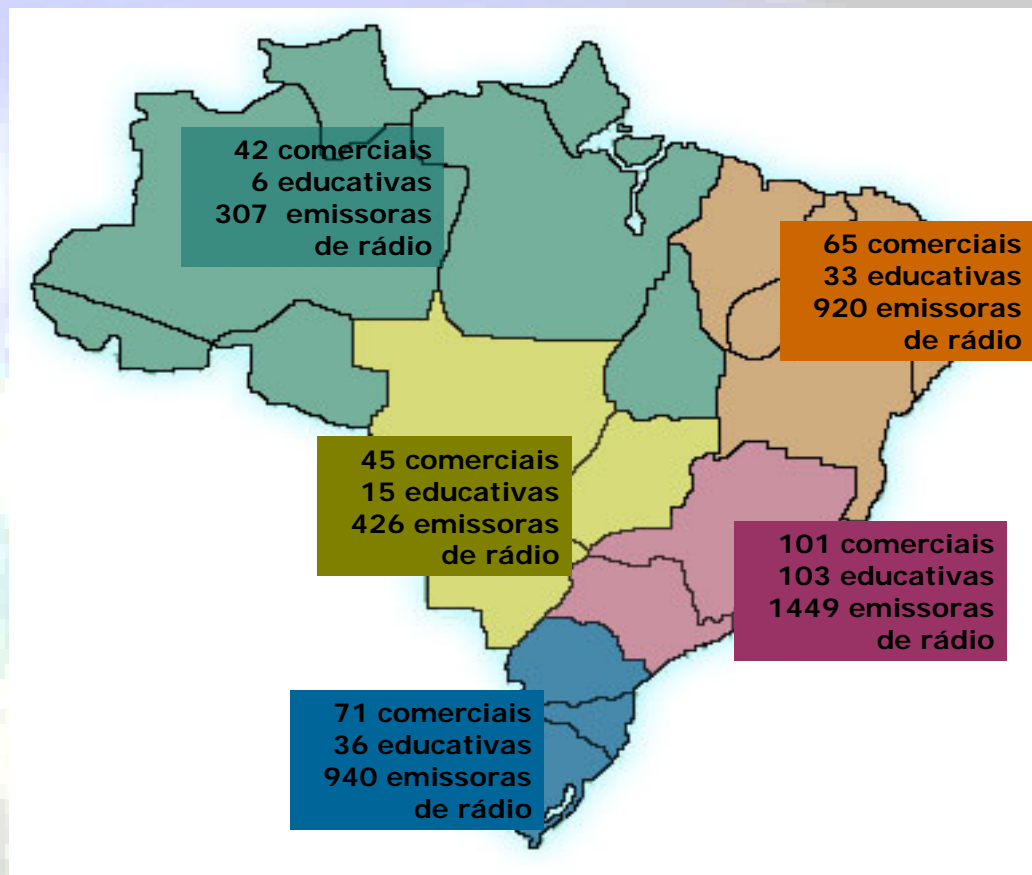 42 comerciais
6 educativas
307 emissoras
de rádio
65 comerciais
33 educativas
920 emissoras
de rádio
45 comerciais
15 educativas
426 emissoras
de rádio
101 comerciais
103 educativas
1449 emissoras
de rádio
71 comerciais
36 educativas
940 emissoras
de rádio